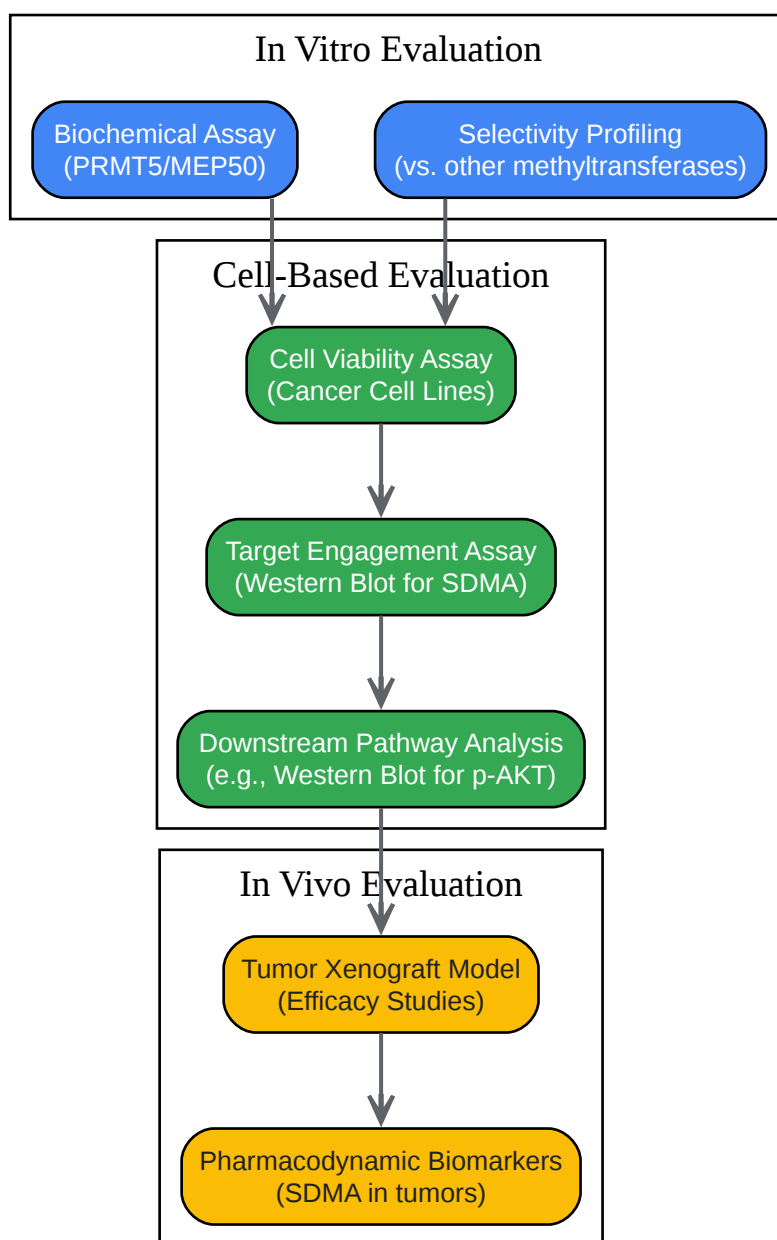 In Vitro Evaluation
Biochemical Assay
(PRMT5/MEP50)
Selectivity Profiling
(vs. other methyltransferases)
Cell-Based Evaluation
Cell Viability Assay
(Cancer Cell Lines)
Target Engagement Assay
(Western Blot for SDMA)
Downstream Pathway Analysis
(e.g., Western Blot for p-AKT)
In Vivo Evaluation
Tumor Xenograft Model
(Efficacy Studies)
Pharmacodynamic Biomarkers
(SDMA in tumors)